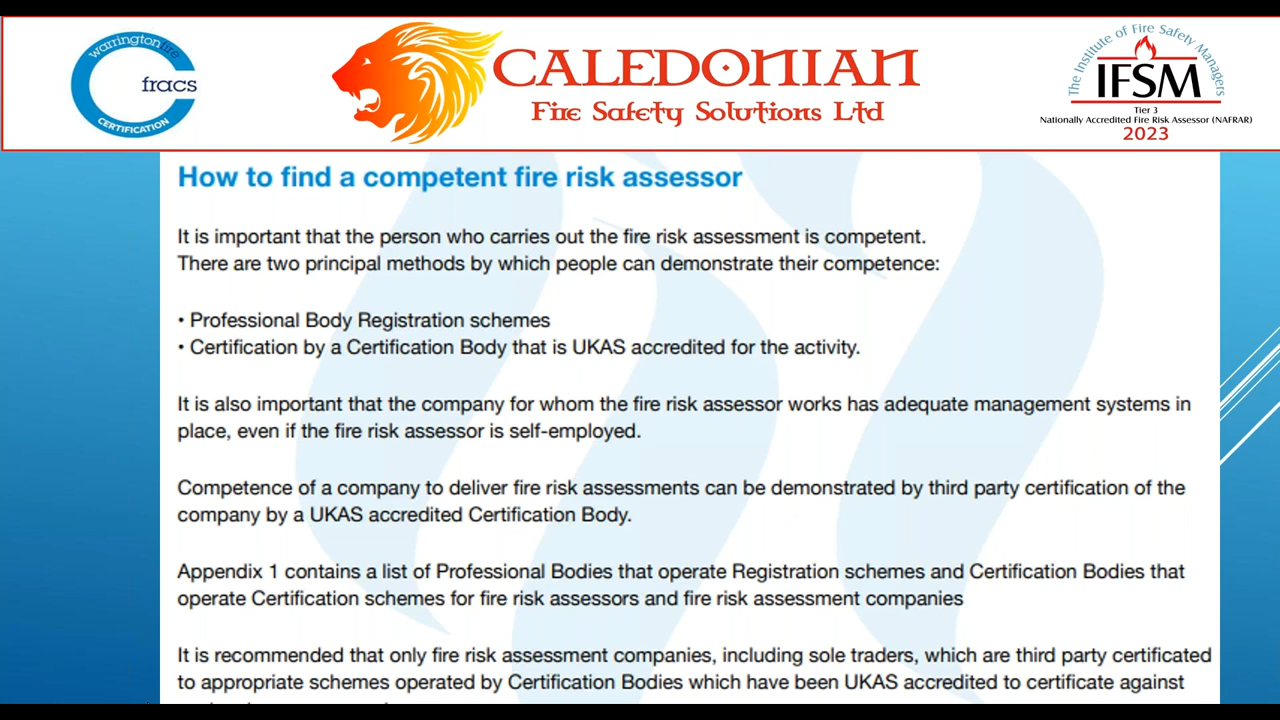 warringtonfire
fracs
CERTIFICATION
CALEDONIAN
Fire Safety Solutions Ltd
The Institute of Fire Safety Managers
IFSM
Tier 3
Nationally Accredited Fire Risk Assessor (NAFRAR)
2023
How to find a competent fire risk assessor
It is important that the person who carries out the fire risk assessment is competent.
There are two principal methods by which people can demonstrate their competence:
• Professional Body Registration schemes
• Certification by a Certification Body that is UKAS accredited for the activity.
It is also important that the company for whom the fire risk assessor works has adequate management systems in
place, even if the fire risk assessor is self-employed.
Competence of a company to deliver fire risk assessments can be demonstrated by third party certification of the
company by a UKAS accredited Certification Body.
Appendix 1 contains a list of Professional Bodies that operate Registration schemes and Certification Bodies that
operate Certification schemes for fire risk assessors and fire risk assessment companies
It is recommended that only fire risk assessment companies, including sole traders, which are third party certificated
to appropriate schemes operated by Certification Bodies which have been UKAS accredited to certificate against